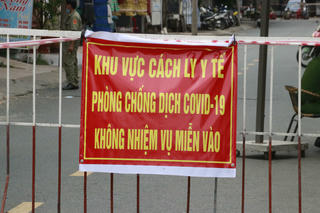 KHU VỰC CÁCH LY Y TẾ
PHÒNG CHỐNG DỊCH COVID-19
KHÔNG NHIỆM VỤ MIỄN VÀO